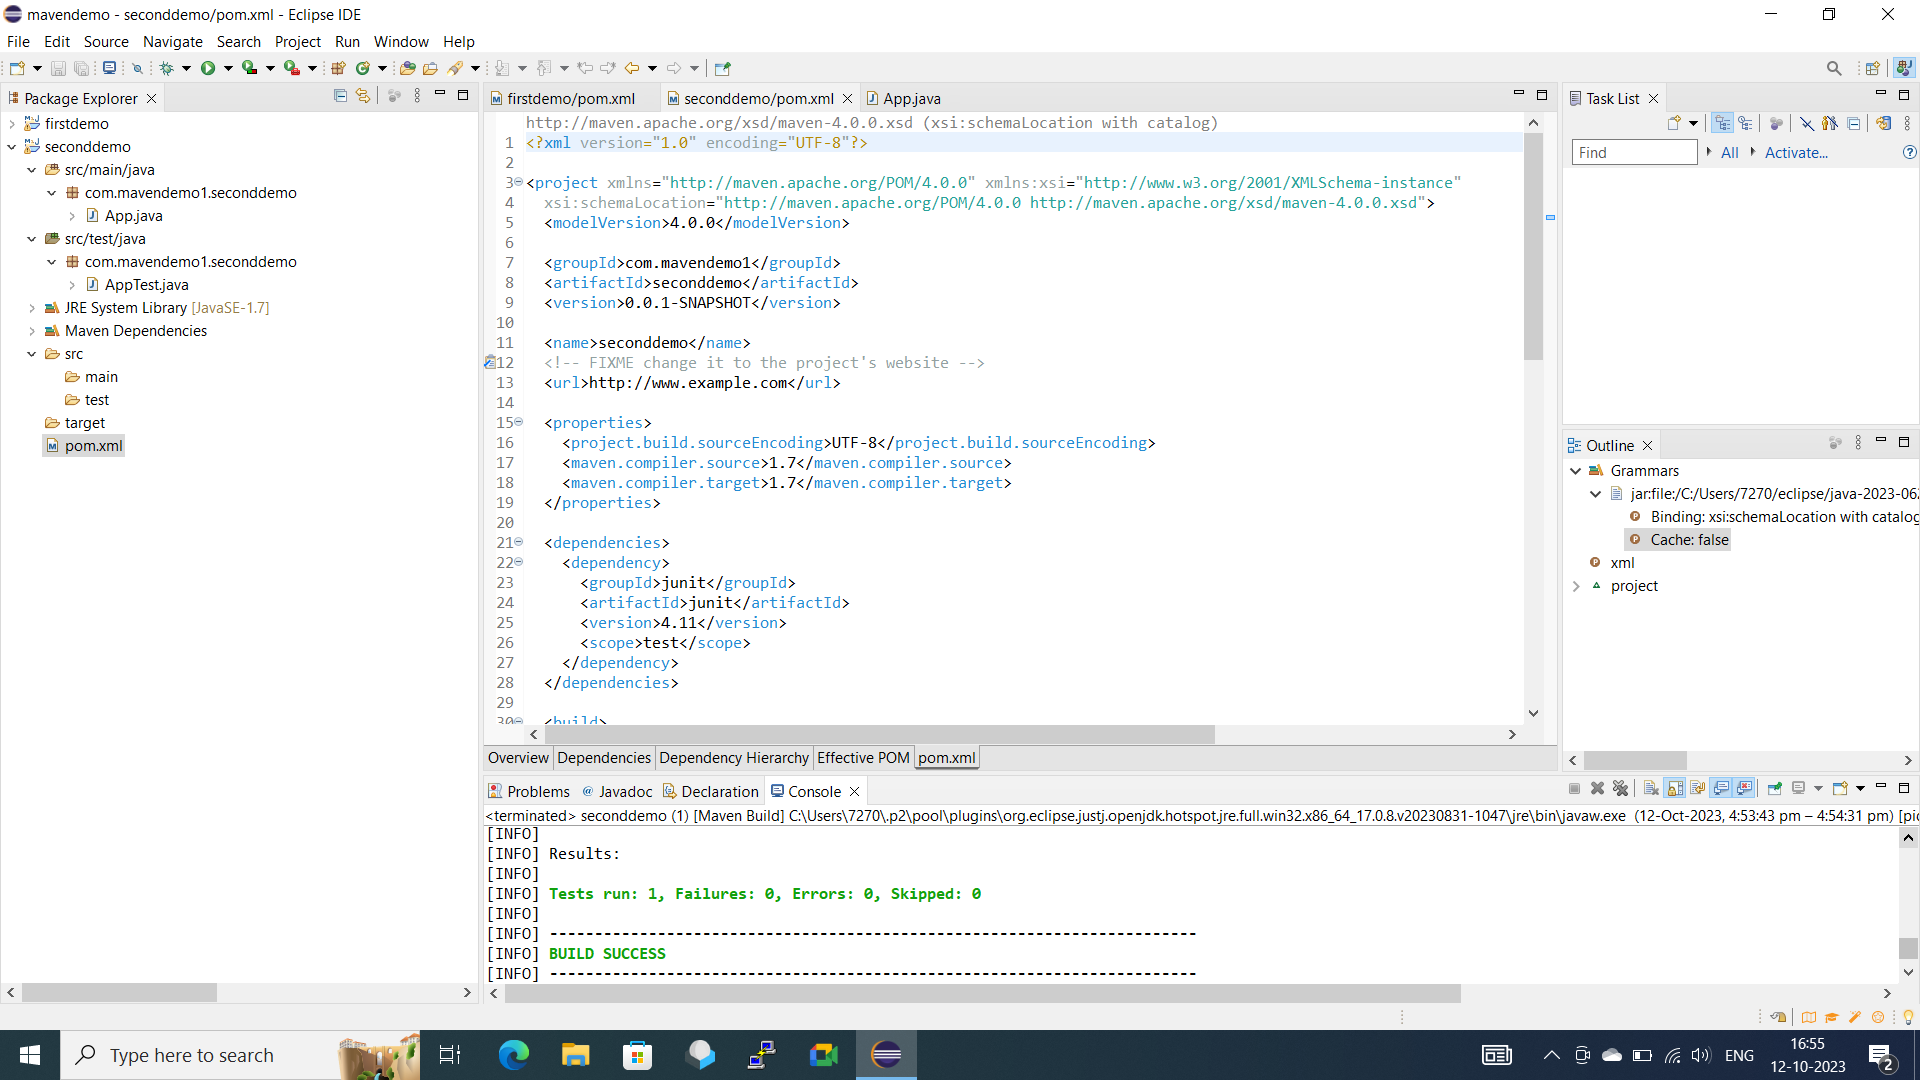 mavendemo - seconddemo/pom.xml - Eclipse IDE
File Edit Source Navigate Search Project Run Window Help
Package Explorer
firstdemo
seconddemo
src/main/java
com.mavendemo1.seconddemo
App.java
src/test/java
com.mavendemo1.seconddemo
AppTest.java
JRE System Library [JavaSE-1.7]
Maven Dependencies
src
main
test
target
pom.xml
firstdemo/pom.xml seconddemo/pom.xml App.java
http://maven.apache.org/xsd/maven-4.0.0.xsd (xsi:schemaLocation with catalog)
1 <?xml version="1.0" encoding="UTF-8"?>
2
3 <project xmlns="http://maven.apache.org/POM/4.0.0" xmlns:xsi="http://www.w3.org/2001/XMLSchema-instance"
4 xsi:schemaLocation="http://maven.apache.org/POM/4.0.0 http://maven.apache.org/xsd/maven-4.0.0.xsd">
5 <modelVersion>4.0.0</modelVersion>
6
7 <groupId>com.mavendemo1</groupId>
8 <artifactId>seconddemo</artifactId>
9 <version>0.0.1-SNAPSHOT</version>
10
11 <name>seconddemo</name>
12 <!-- FIXME change it to the project's website -->
13 <url>http://www.example.com</url>
14
15 <properties>
16 <project.build.sourceEncoding>UTF-8</project.build.sourceEncoding>
17 <maven.compiler.source>1.7</maven.compiler.source>
18 <maven.compiler.target>1.7</maven.compiler.target>
19 </properties>
20
21 <dependencies>
22 <dependency>
23 <groupId>junit</groupId>
24 <artifactId>junit</artifactId>
25 <version>4.11</version>
26 <scope>test</scope>
27 </dependency>
28 </dependencies>
29
30 <build>
Overview Dependencies Dependency Hierarchy Effective POM pom.xml
Task List
Find All Activate...
Outline
Grammars
jar:file:/C:/Users/7270/eclipse/java-2023-06
Binding: xsi:schemaLocation with catalog
Cache: false
xml
project
Problems @ Javadoc Declaration Console
<terminated> seconddemo (1) [Maven Build] C:\Users\7270\.p2\pool\plugins\org.eclipse.justj.openjdk.hotspot.jre.full.win32.x86_64_17.0.8.v20230831-1047\jre\bin\javaw.exe (12-Oct-2023, 4:53:43 pm – 4:54:31 pm) [pid
[INFO]
[INFO] Results:
[INFO]
[INFO] Tests run: 1, Failures: 0, Errors: 0, Skipped: 0
[INFO]
[INFO] ------------------------------------------------------------------------
[INFO] BUILD SUCCESS
[INFO] ------------------------------------------------------------------------
Type here to search
ENG
16:55
12-10-2023
2